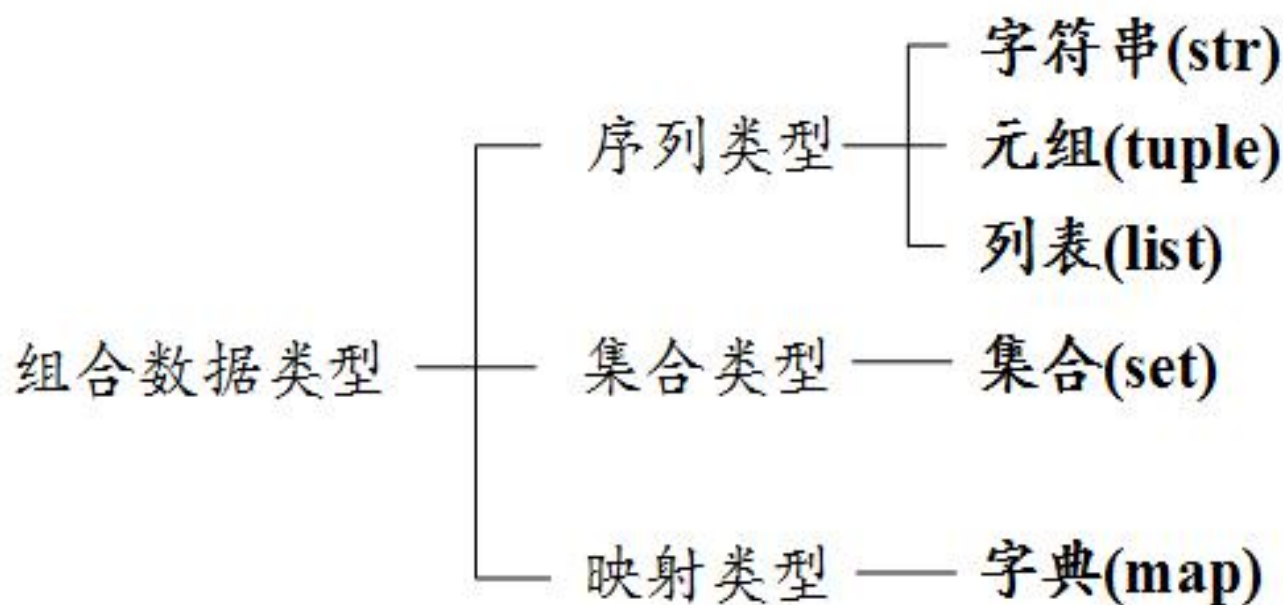 字符串(str)
序列类型
元组(tuple)
列表(list)
组合数据类型
集合类型
集合(set)
映射类型
字典(map)